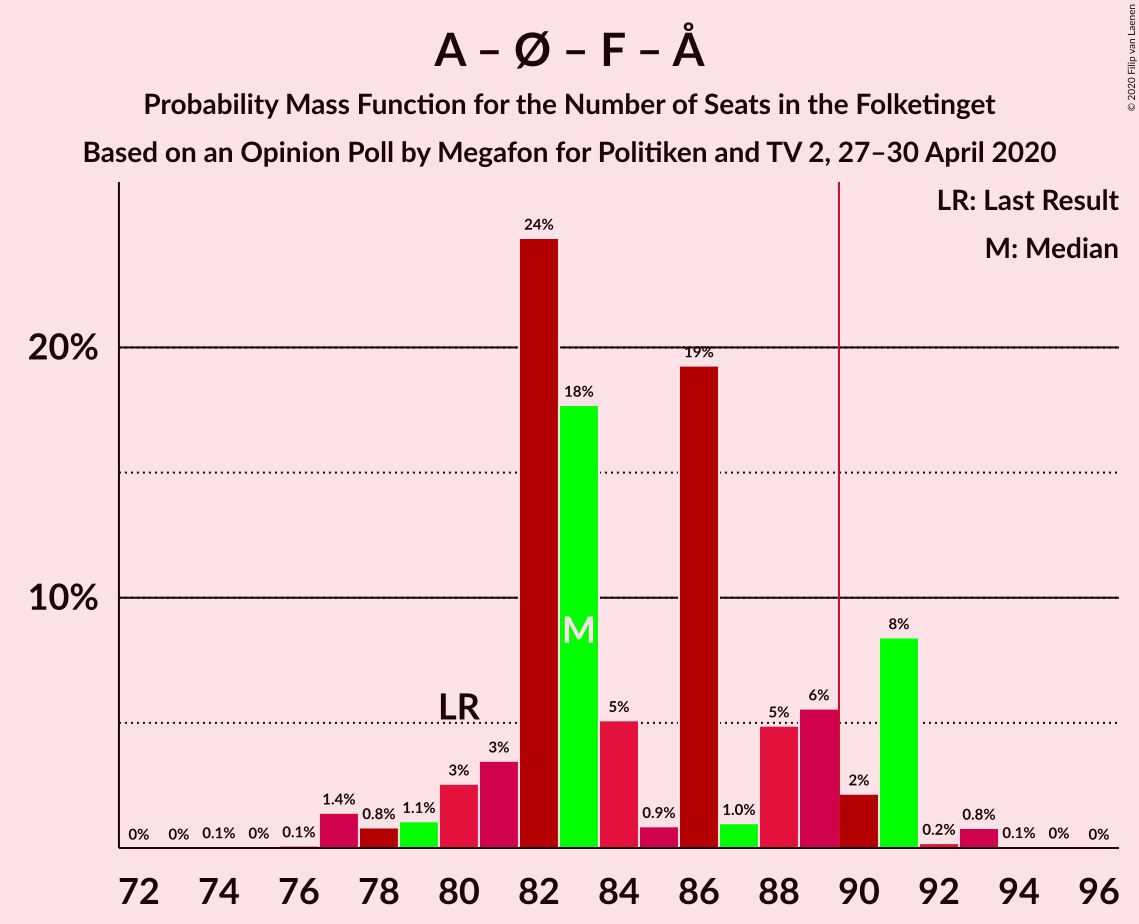 A – Ø – F – Å
Probability Mass Function for the Number of Seats in the Folketinget
Based on an Opinion Poll by Megafon for Politiken and TV 2, 27–30 April 2020
© 2020 Filip van Laenen
LR: Last Result
M: Median
20%
10%
LR
M
0% 0% 0.1% 0% 0.1% 1.4% 0.8% 1.1% 3% 3% 24% 18% 5% 0.9% 19% 1.0% 5% 6% 2% 8% 0.2% 0.8% 0.1% 0% 0%
72 74 76 78 80 82 84 86 88 90 92 94 96